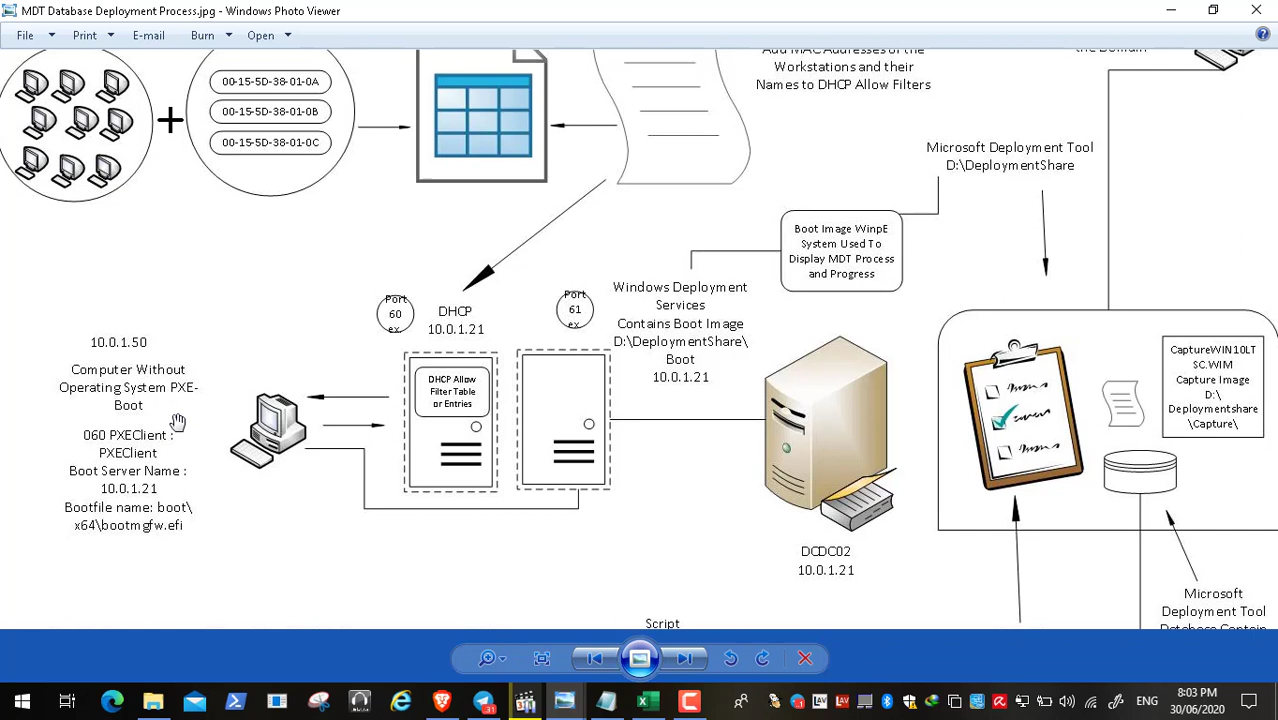 MDT Database Deployment Process.jpg - Windows Photo Viewer
File
Print
E-mail
Burn
Open
00-15-5D-38-01-0A
00-15-5D-38-01-0B
00-15-5D-38-01-0C
Add MAC Addresses of the
Workstations and their
Names to DHCP Allow Filters
the Domain
Microsoft Deployment Tool
D:\DeploymentShare
Boot Image WinpE
System Used To
Display MDT Process
and Progress
Port
60
ex.
DHCP
10.0.1.21
Port
61
ex
Windows Deployment
Services
Contains Boot Image
D:\DeploymentShare\
Boot
10.0.1.21
10.0.1.50
Computer Without
Operating System PXE-
Boot
060 PXEClient :
PXEClient
Boot Server Name :
10.0.1.21
Bootfile name: boot\
x64\bootmgfw.efi
DHCP Allow
Filter Table
or Entries
CaptureWIN10LT
SC.WIM
Capture Image
D:\
Deploymentshare
\Capture\
DCDC02
10.0.1.21
Microsoft
Deployment Tool
Database Contain
Script
31
ENG
8:03 PM
30/06/2020